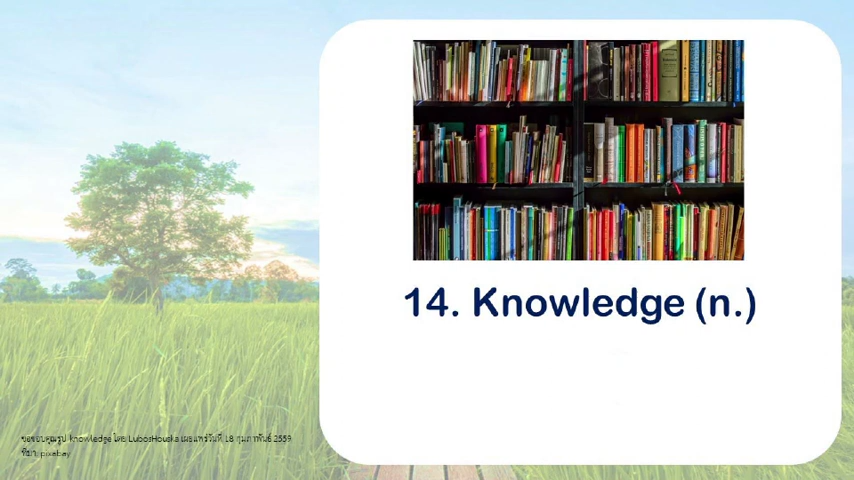 14. Knowledge (n.)
ขอขอบคุณรูป knowledge โดย LubosHouska เผยแพร่วันที่ 18 กุมภาพันธ์ 2559
ที่มา pixabay